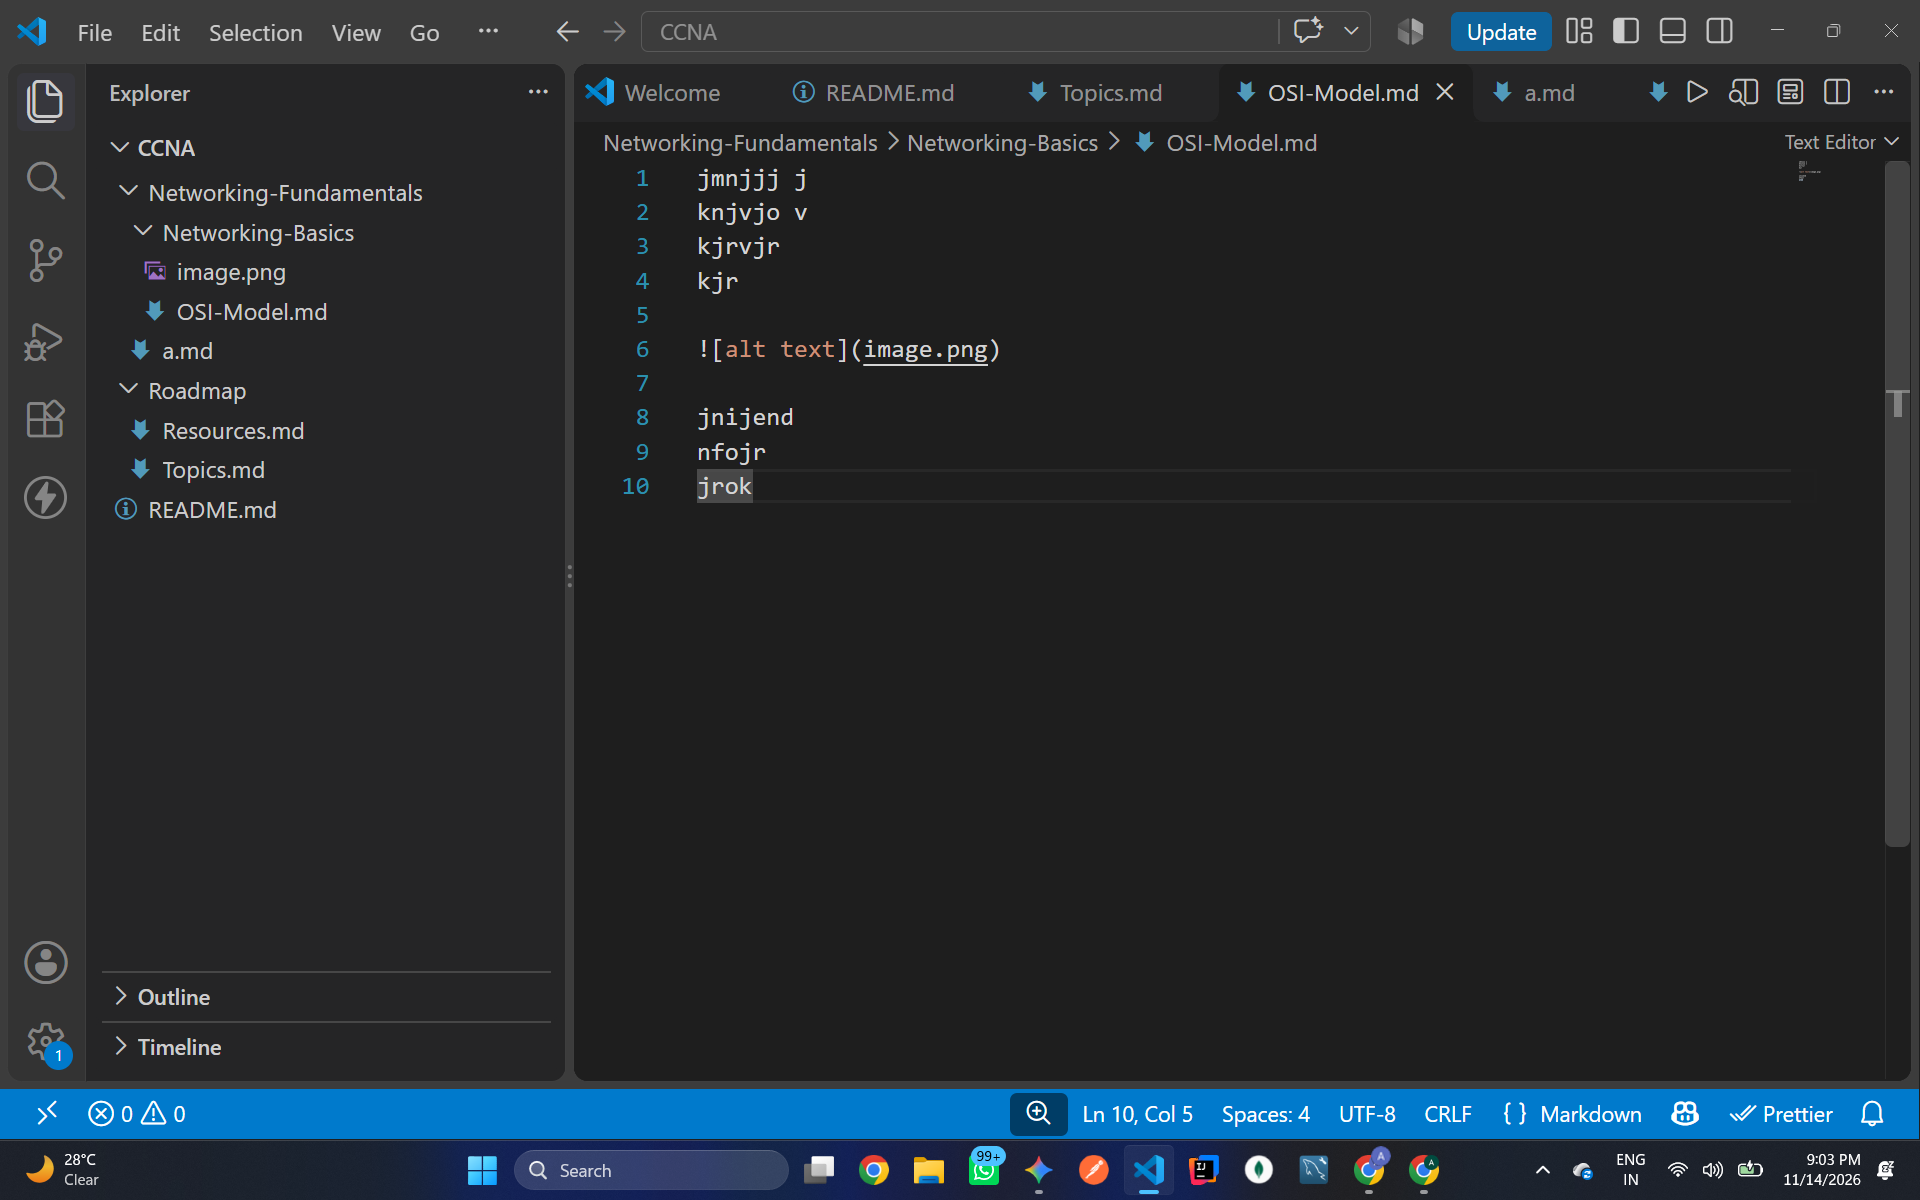 File Edit Selection View Go ... CCNA Update
Explorer ...
CCNA
Networking-Fundamentals
Networking-Basics
image.png
OSI-Model.md
a.md
Roadmap
Resources.md
Topics.md
README.md
Outline
Timeline
Welcome README.md Topics.md OSI-Model.md a.md
Networking-Fundamentals > Networking-Basics > OSI-Model.md Text Editor
1 jmnjjj j
2 knjvjo v
3 kjrvjr
4 kjr
5
6 ![alt text](image.png)
7
8 jnijend
9 nfojr
10 jrok
1
0 0 Ln 10, Col 5 Spaces: 4 UTF-8 CRLF {} Markdown Prettier
28°C
Clear
Search
99+
IJ
A
A
ENG
IN
9:03 PM
11/14/2026